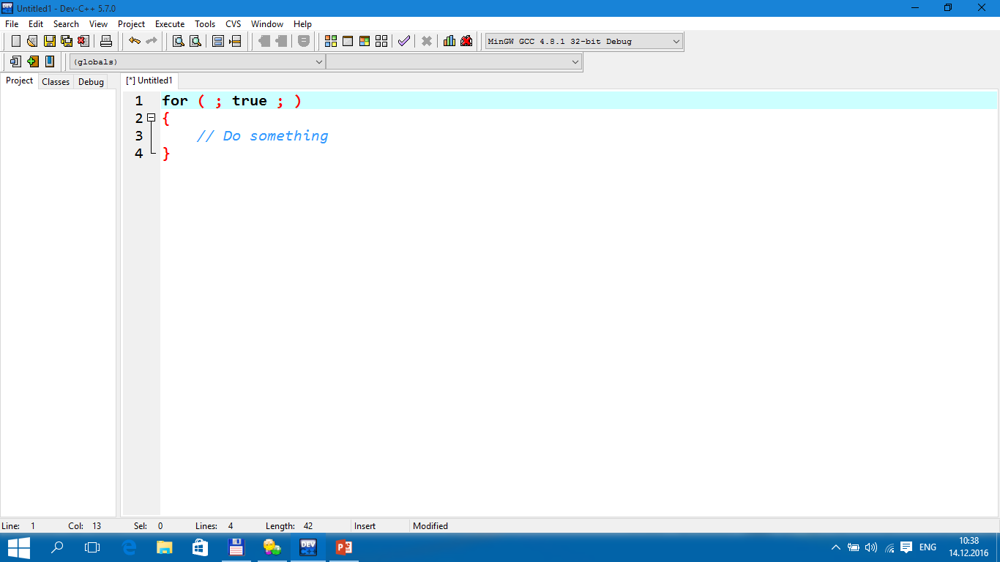 Untitled1 - Dev-C++ 5.7.0
File Edit Search View Project Execute Tools CVS Window Help
MinGW GCC 4.8.1 32-bit Debug
(globals)
Project Classes Debug
[*] Untitled1
1 for ( ; true ; )
2 {
3 // Do something
4 }
Line: 1 Col: 13 Sel: 0 Lines: 4 Length: 42 Insert Modified
DEV C++
P
ENG
10:38
14.12.2016